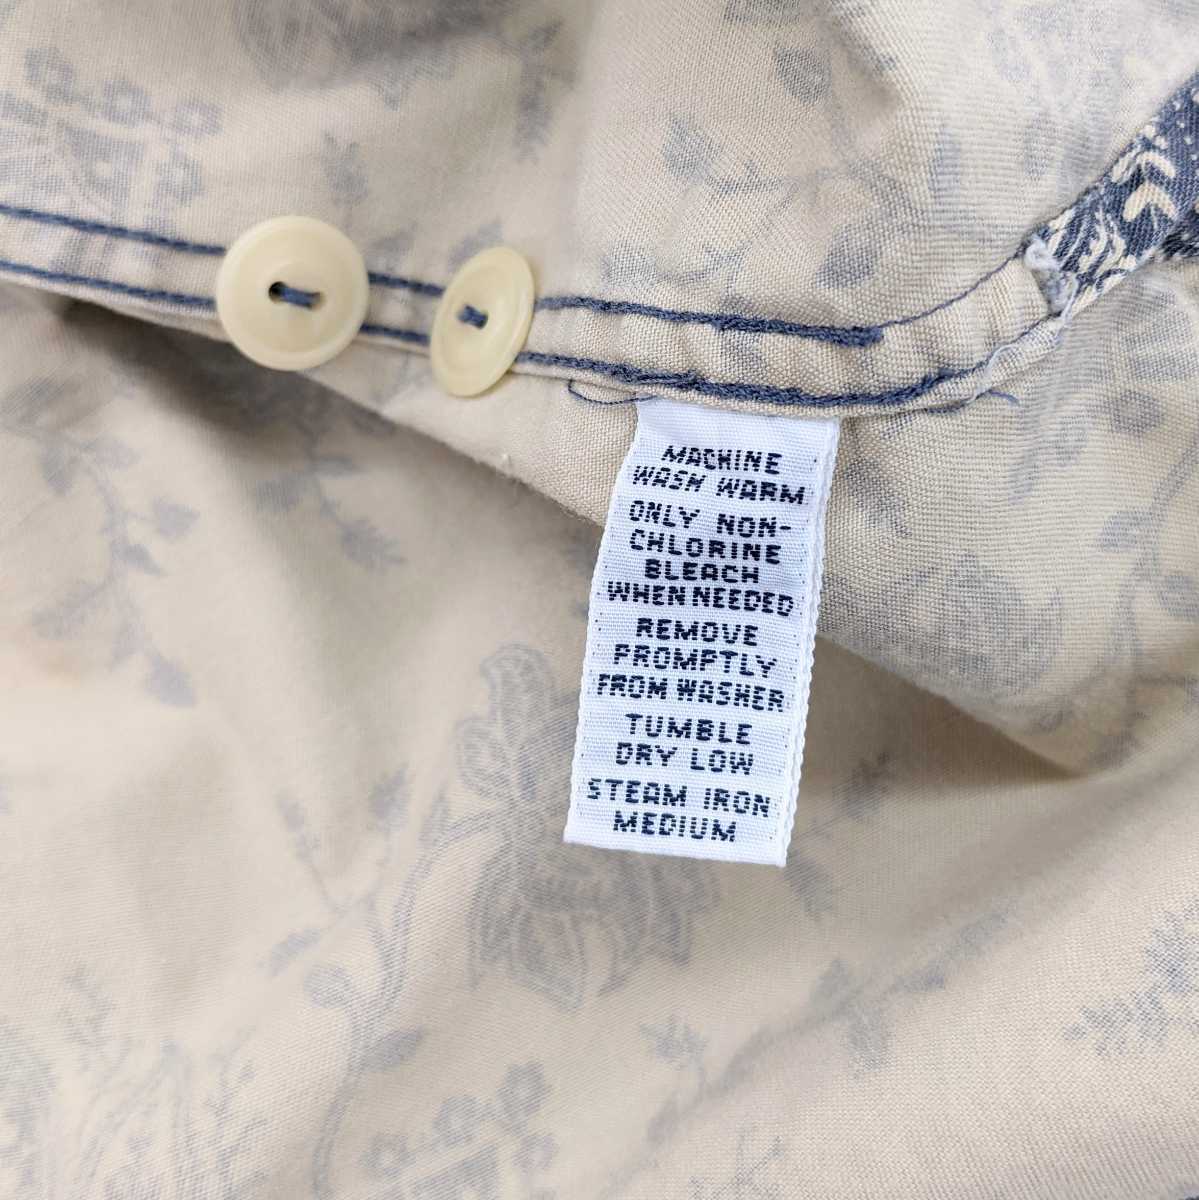 MACHINE
WASH WARM
ONLY NON-
CHLORINE
BLEACH
WHEN NEEDED
REMOVE
PROMPTLY
FROM WASHER
TUMBLE
DRY LOW
STEAM IRON
MEDIUM